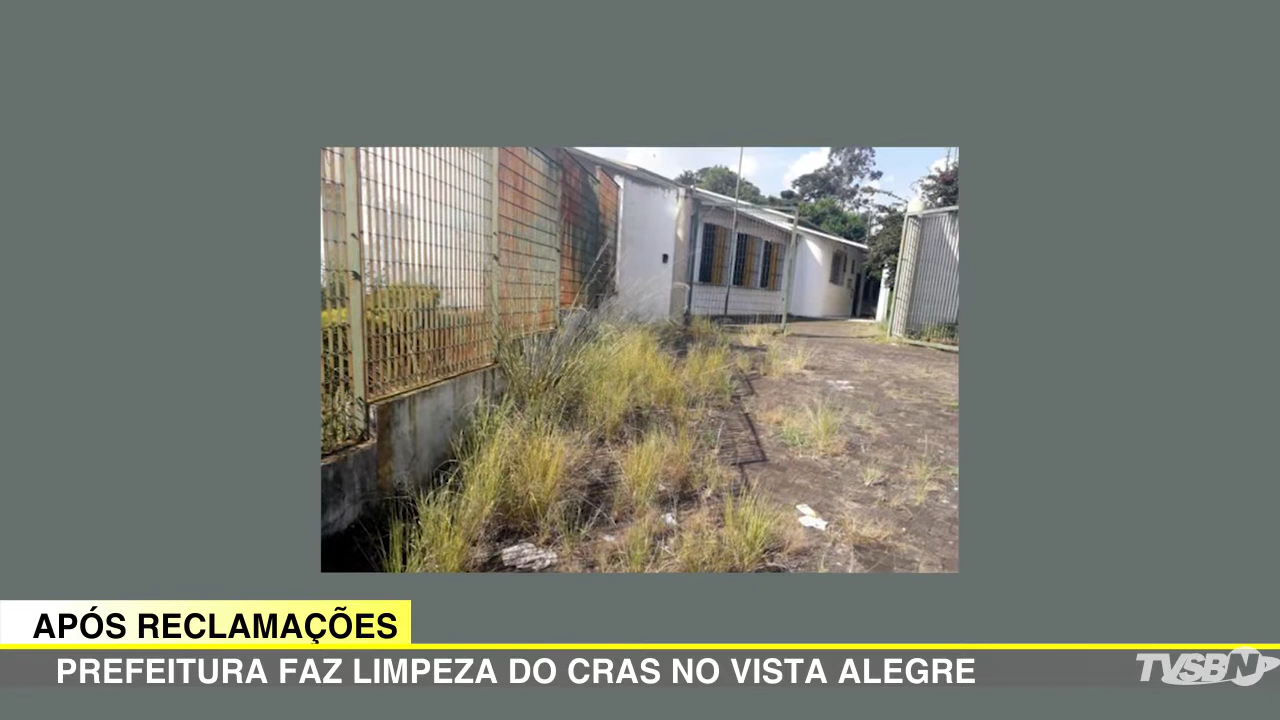 APÓS RECLAMAÇÕES
PREFEITURA FAZ LIMPEZA DO CRAS NO VISTA ALEGRE
TVSBN